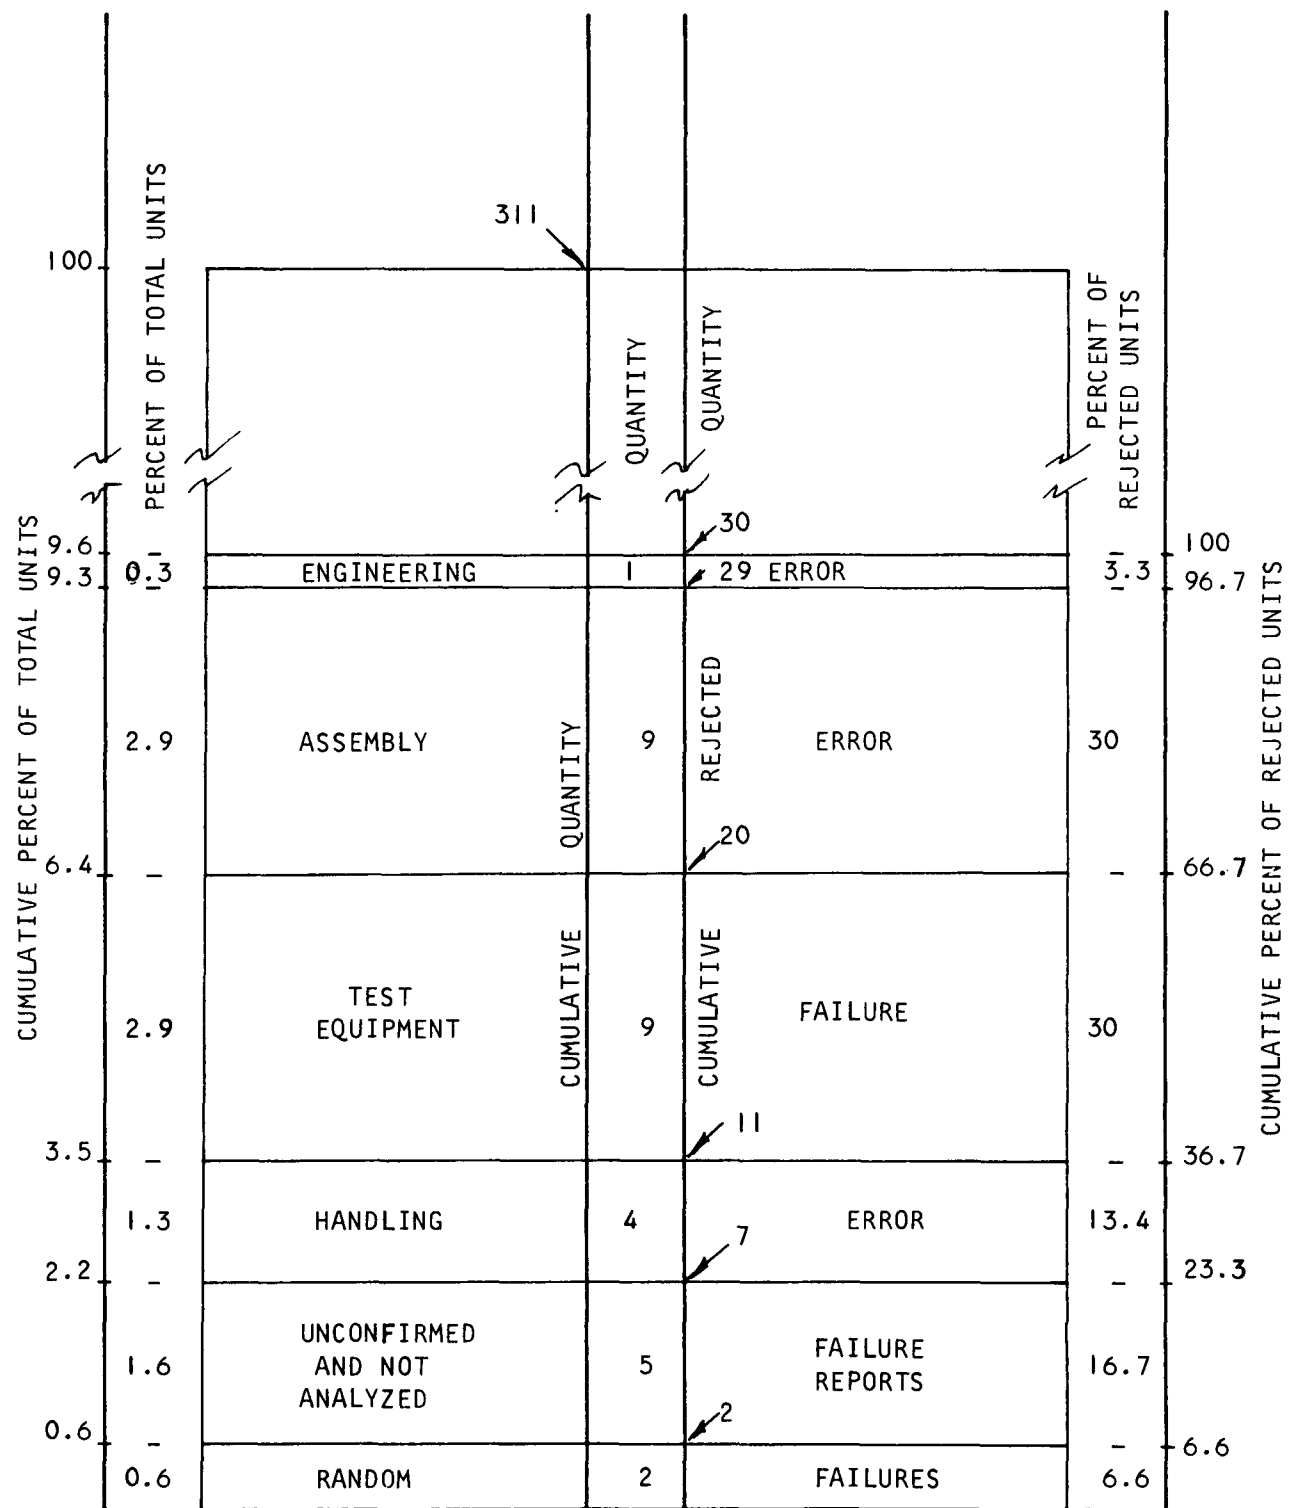 CUMULATIVE PERCENT OF TOTAL UNITS
PERCENT OF TOTAL UNITS
311
100
QUANTITY
QUANTITY
PERCENT OF
REJECTED UNITS
CUMULATIVE PERCENT OF REJECTED UNITS
9.6
30
100
9.3
0.3 ENGINEERING 1 29 ERROR 3.3
96.7
2.9 ASSEMBLY 9 ERROR 30
CUMULATIVE QUANTITY
CUMULATIVE REJECTED
6.4
20
66.7
TEST
EQUIPMENT
2.9
9
FAILURE
30
3.5
11
36.7
1.3 HANDLING 4 ERROR 13.4
2.2
7
23.3
UNCONFIRMED
AND NOT
ANALYZED
1.6
5
FAILURE
REPORTS
16.7
0.6
2
6.6
0.6 RANDOM 2 FAILURES 6.6